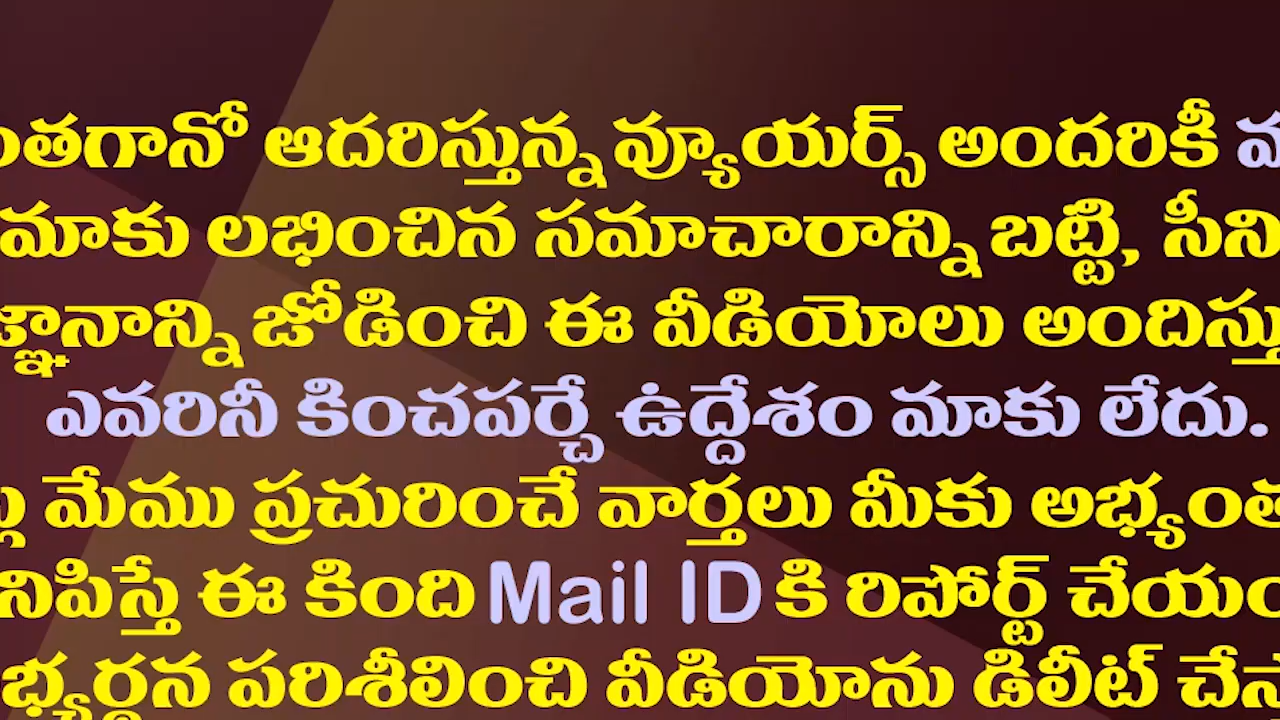 ంతగానో ఆదరిస్తున్న వ్యూయర్స్ అందరికీ
మాకు లభించిన సమాచారాన్ని బట్టి, సీని
జ్ఞానాన్ని జోడించి ఈ వీడియోలు అందిస్తు
ఎవరినీ కించపర్చే ఉద్దేశం మాకు లేదు.
మేము ప్రచురించే వార్తలు మీకు అభ్యంత
నిపిస్తే ఈ కింది Mail ID కి రిపోర్ట్ చేయం
భ్యర్థన పరిశీలించి వీడియోను డిలీట్ చేస